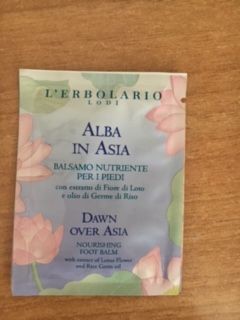 L'ERBOLARIO
LODI
ALBA
IN ASIA
BALSAMO NUTRIENTE
PER I PIEDI
con estratto di Fiore di Loto
e olio di Germe di Riso
DAWN
OVER ASIA
NOURISHING
FOOT BALM
with extract of Lotus Flower
and Rice Germ oil